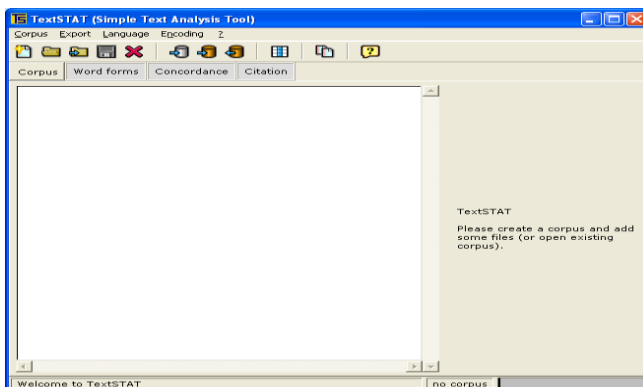 TextSTAT (Simple Text Analysis Tool)
Corpus Export Language Encoding ?
Corpus Word forms Concordance Citation
TextSTAT
Please create a corpus and add
some files (or open existing
corpus).
Welcome to TextSTAT no corpus